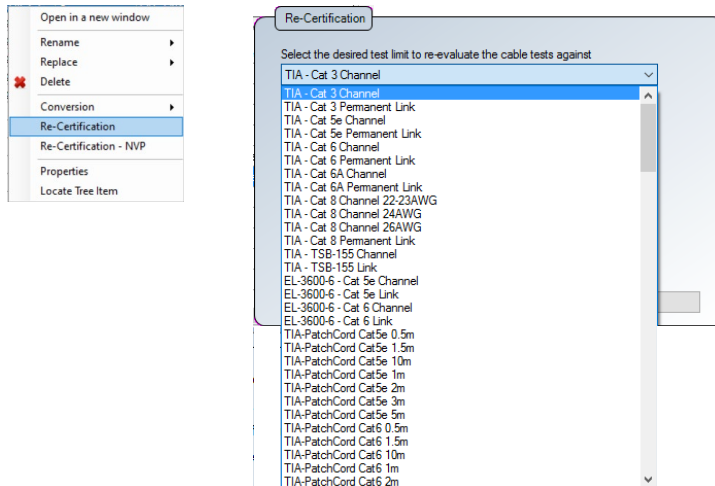 Open in a new window
Rename
Replace
Delete
Conversion
Re-Certification
Re-Certification - NVP
Properties
Locate Tree Item
Re-Certification
Select the desired test limit to re-evaluate the cable tests against
TIA - Cat 3 Channel
TIA - Cat 3 Channel
TIA - Cat 3 Permanent Link
TIA - Cat 5e Channel
TIA - Cat 5e Permanent Link
TIA - Cat 6 Channel
TIA - Cat 6 Permanent Link
TIA - Cat 6A Channel
TIA - Cat 6A Permanent Link
TIA - Cat 8 Channel 22-23AWG
TIA - Cat 8 Channel 24AWG
TIA - Cat 8 Channel 26AWG
TIA - Cat 8 Permanent Link
TIA - TSB-155 Channel
TIA - TSB-155 Link
EL-3600-6 - Cat 5e Channel
EL-3600-6 - Cat 5e Link
EL-3600-6 - Cat 6 Channel
EL-3600-6 - Cat 6 Link
TIA-PatchCord Cat5e 0.5m
TIA-PatchCord Cat5e 1.5m
TIA-PatchCord Cat5e 10m
TIA-PatchCord Cat5e 1m
TIA-PatchCord Cat5e 2m
TIA-PatchCord Cat5e 3m
TIA-PatchCord Cat5e 5m
TIA-PatchCord Cat6 0.5m
TIA-PatchCord Cat6 1.5m
TIA-PatchCord Cat6 10m
TIA-PatchCord Cat6 1m
TIA-PatchCord Cat6 2m